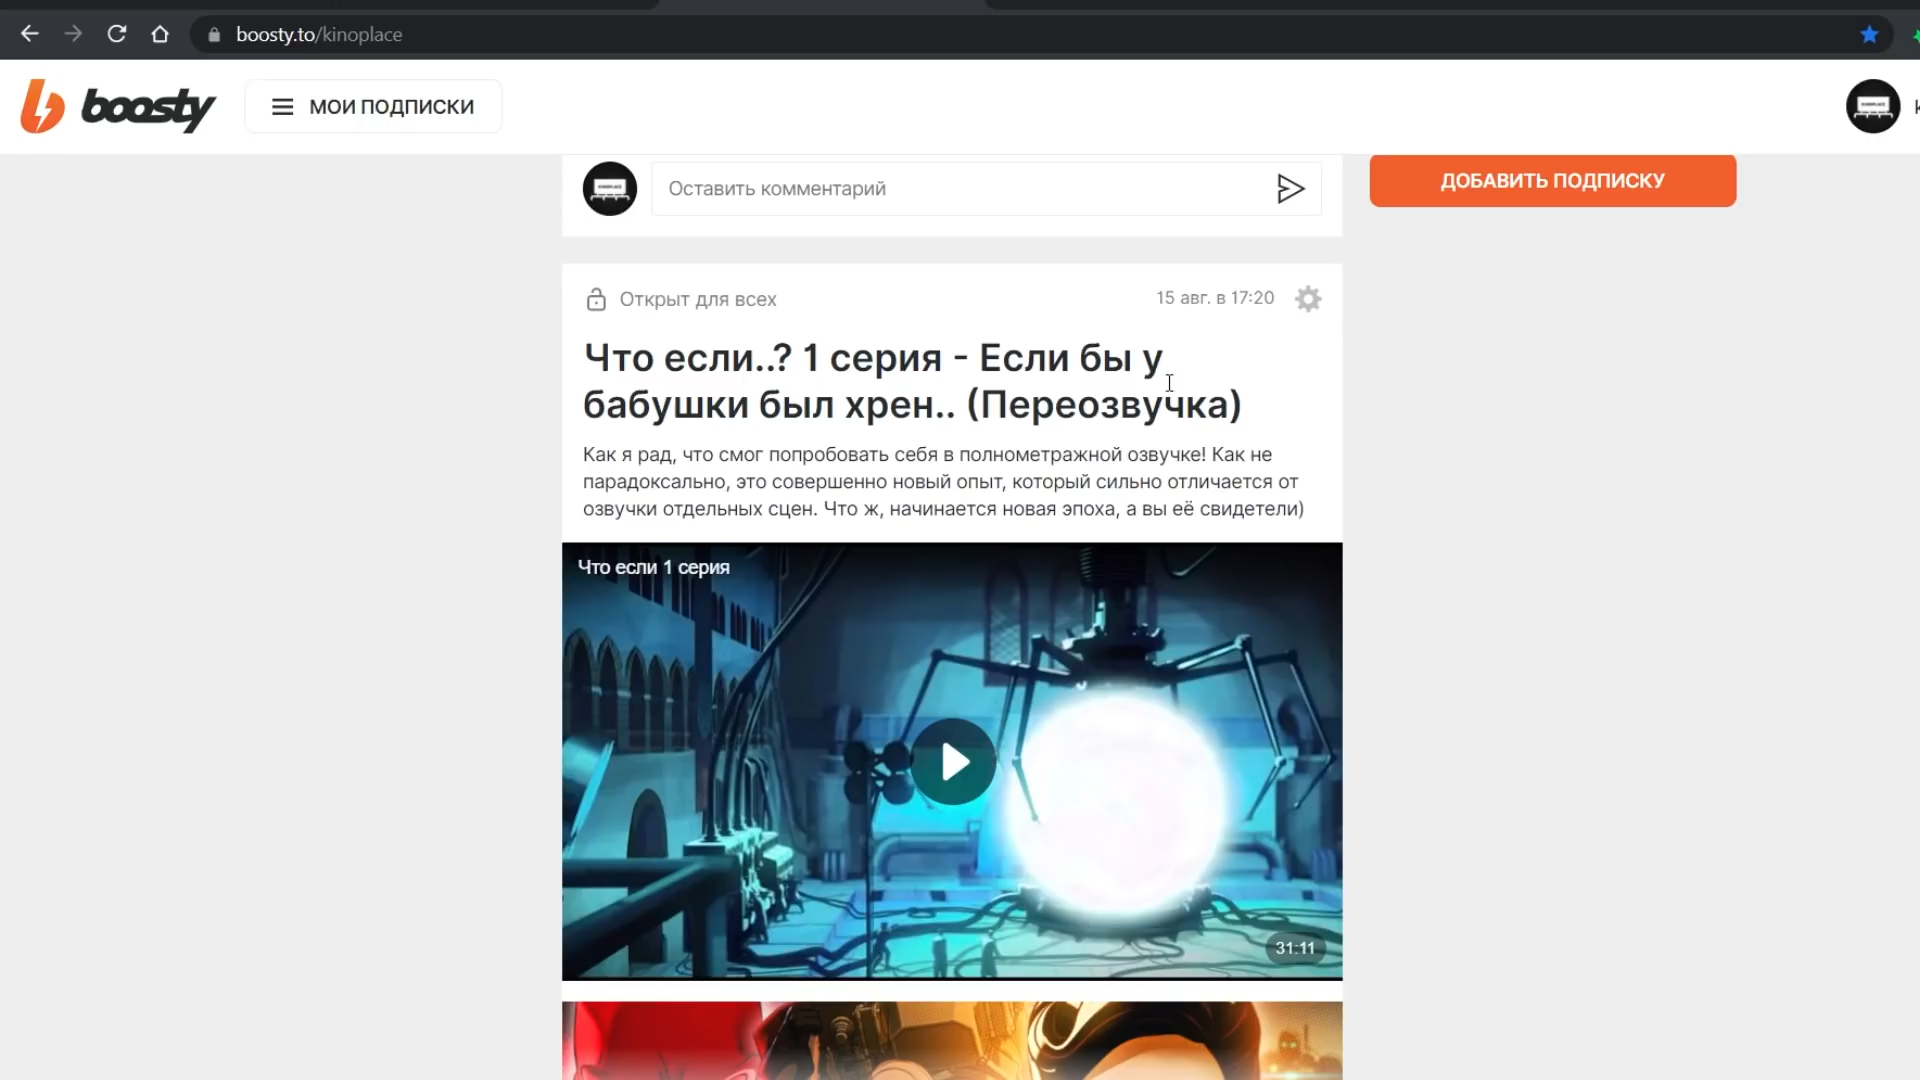 boosty.to/kinoplace
boosty
МОИ ПОДПИСКИ
Оставить комментарий
ДОБАВИТЬ ПОДПИСКУ
Открыт для всех
15 авг. в 17:20
Что если..? 1 серия - Если бы у
бабушки был хрен.. (Переозвучка)
Как я рад, что смог попробовать себя в полнометражной озвучке! Как не
парадоксально, это совершенно новый опыт, который сильно отличается от
озвучки отдельных сцен. Что ж, начинается новая эпоха, а вы её свидетели)
Что если 1 серия
31:11